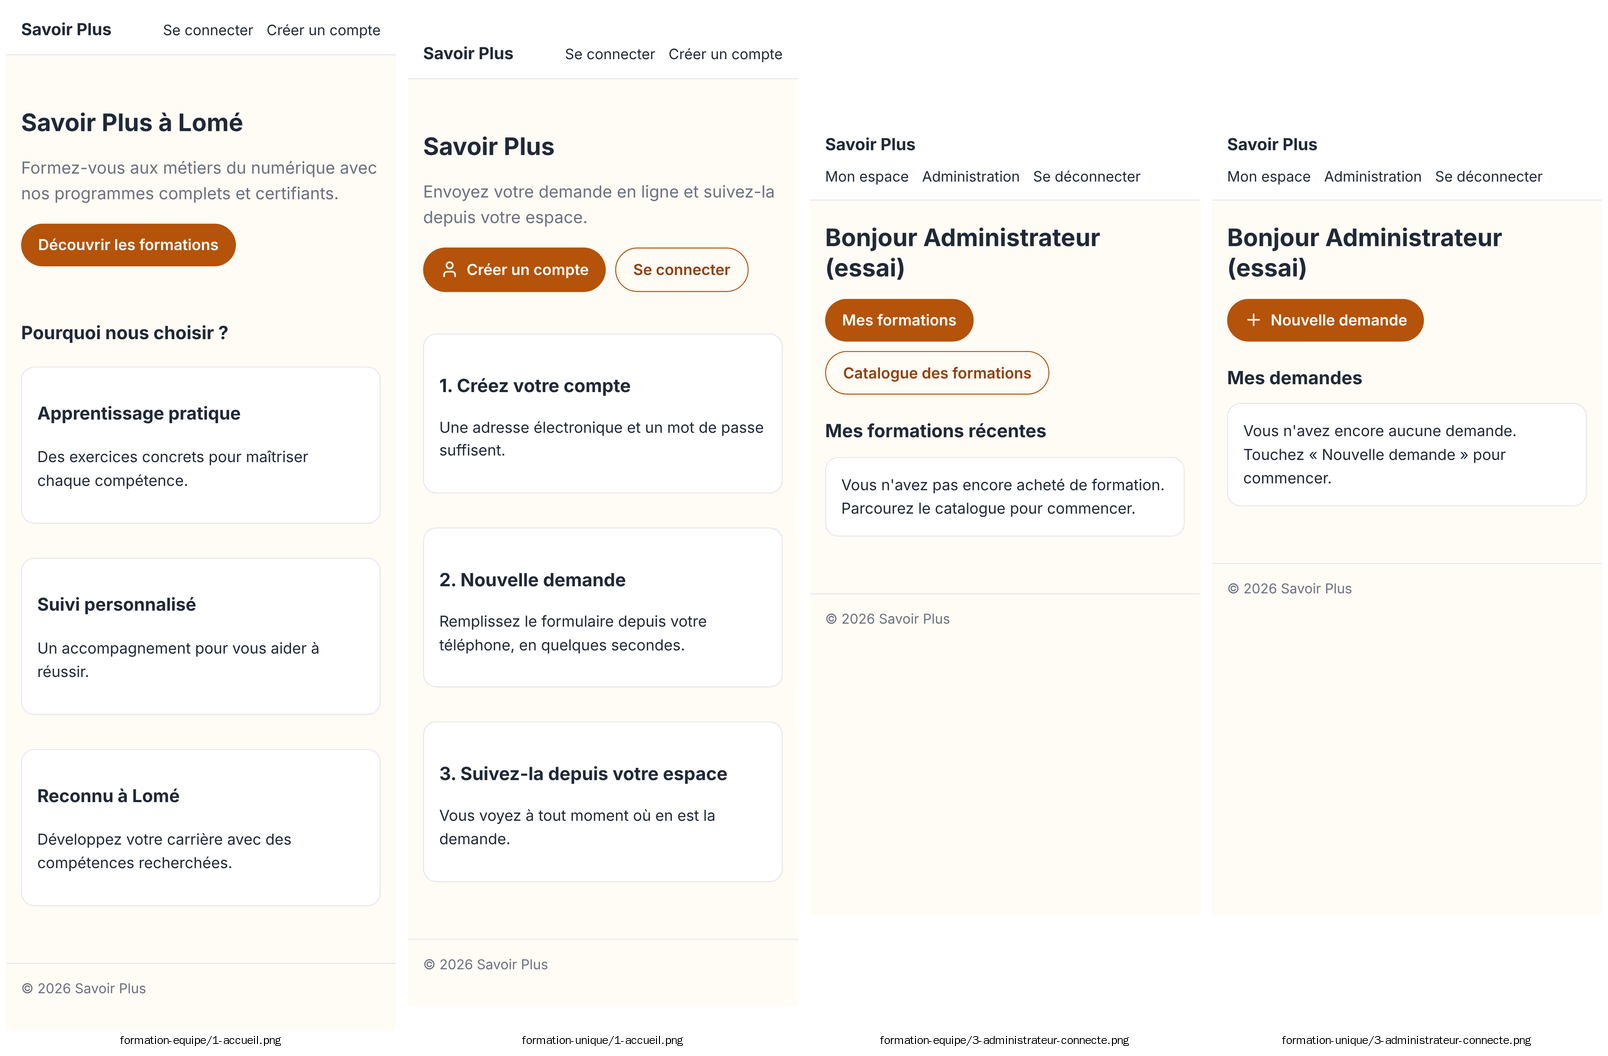 Savoir Plus
Se connecter Créer un compte
Savoir Plus à Lomé
Formez-vous aux métiers du numérique avec
nos programmes complets et certifiants.
Découvrir les formations
Pourquoi nous choisir ?
Apprentissage pratique
Des exercices concrets pour maîtriser
chaque compétence.
Suivi personnalisé
Un accompagnement pour vous aider à
réussir.
Reconnu à Lomé
Développez votre carrière avec des
compétences recherchées.
© 2026 Savoir Plus
formation-equipe/1-accueil.png
Savoir Plus
Se connecter Créer un compte
Savoir Plus
Envoyez votre demande en ligne et suivez-la
depuis votre espace.
Créer un compte
Se connecter
1. Créez votre compte
Une adresse électronique et un mot de passe
suffisent.
2. Nouvelle demande
Remplissez le formulaire depuis votre
téléphone, en quelques secondes.
3. Suivez-la depuis votre espace
Vous voyez à tout moment où en est la
demande.
© 2026 Savoir Plus
formation-unique/1-accueil.png
Savoir Plus
Mon espace Administration Se déconnecter
Bonjour Administrateur
(essai)
Mes formations
Catalogue des formations
Mes formations récentes
Vous n'avez pas encore acheté de formation.
Parcourez le catalogue pour commencer.
© 2026 Savoir Plus
formation-equipe/3-administrateur-connecte.png
Savoir Plus
Mon espace Administration Se déconnecter
Bonjour Administrateur
(essai)
+ Nouvelle demande
Mes demandes
Vous n'avez encore aucune demande.
Touchez « Nouvelle demande » pour
commencer.
© 2026 Savoir Plus
formation-unique/3-administrateur-connecte.png